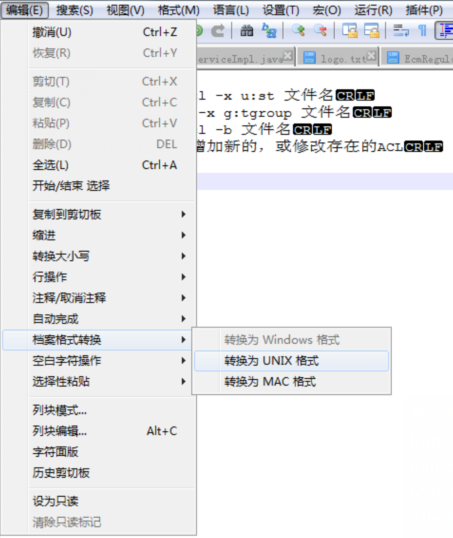 编辑(E) 搜索(S) 视图(V) 格式(M) 语言(L) 设置(T) 宏(O) 运行(R) 插件(P)
撤消(U) Ctrl+Z
恢复(R) Ctrl+Y
erviceImpl.java logo.txt EcmRegul
剪切(T) Ctrl+X
l -x u:st 文件名CRLF
复制(C) Ctrl+C
-x g:tgroup 文件名CRLF
粘贴(P) Ctrl+V
l -b 文件名CRLF
删除(D) DEL
增加新的，或修改存在的ACLCRLF
全选(L) Ctrl+A
开始/结束 选择
复制到剪切板
缩进
转换大小写
行操作
注释/取消注释
自动完成
档案格式转换
转换为 Windows 格式
空白字符操作
转换为 UNIX 格式
选择性粘贴
转换为 MAC 格式
列块模式...
列块编辑... Alt+C
字符面版
历史剪切板
设为只读
清除只读标记